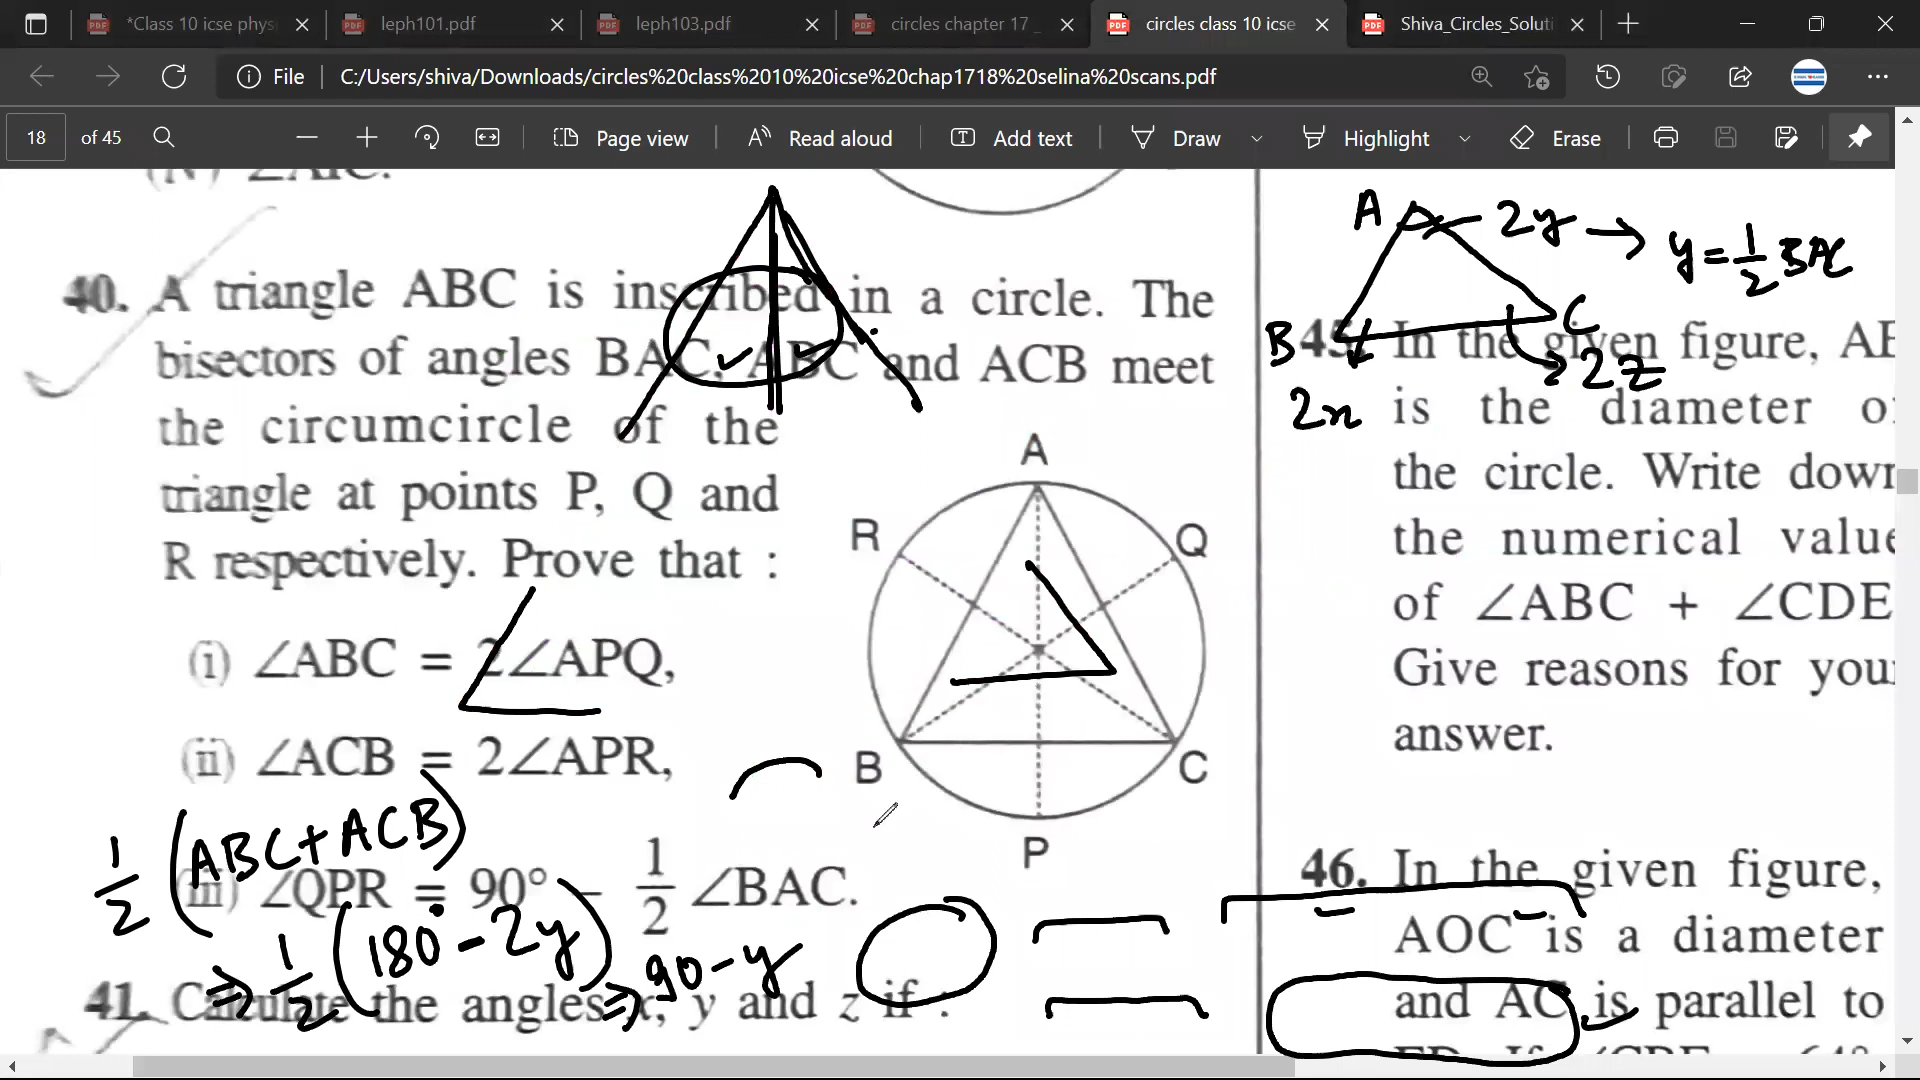 *Class 10 icse phys
leph101.pdf
leph103.pdf
circles chapter 17 _
circles class 10 icse
Shiva_Circles_Soluti
File
C:/Users/shiva/Downloads/circles%20class%2010%20icse%20chap1718%20selina%20scans.pdf
18 of 45
Page view
Read aloud
Add text
Draw
Highlight
Erase
40. A triangle ABC is inscribed in a circle. The
bisectors of angles BAC, ABC and ACB meet
the circumcircle of the
triangle at points P, Q and
R respectively. Prove that :
(i) ∠ABC = 2∠APQ,
(ii) ∠ACB = 2∠APR,
(iii) ∠QPR = 90° – 1/2 ∠BAC.
1/2 (ABC+ACB)
⇒ 1/2 (180 - 2y) ⇒ 90-y
41. Calculate the angles x, y and z if :
A
R
Q
B
C
P
A 2y → y = 1/2 BAC
B
C
2x
2z
45. In the given figure, AB
is the diameter o
the circle. Write down
the numerical value
of ∠ABC + ∠CDE
Give reasons for you
answer.
46. In the given figure,
AOC is a diameter
and AC is parallel to